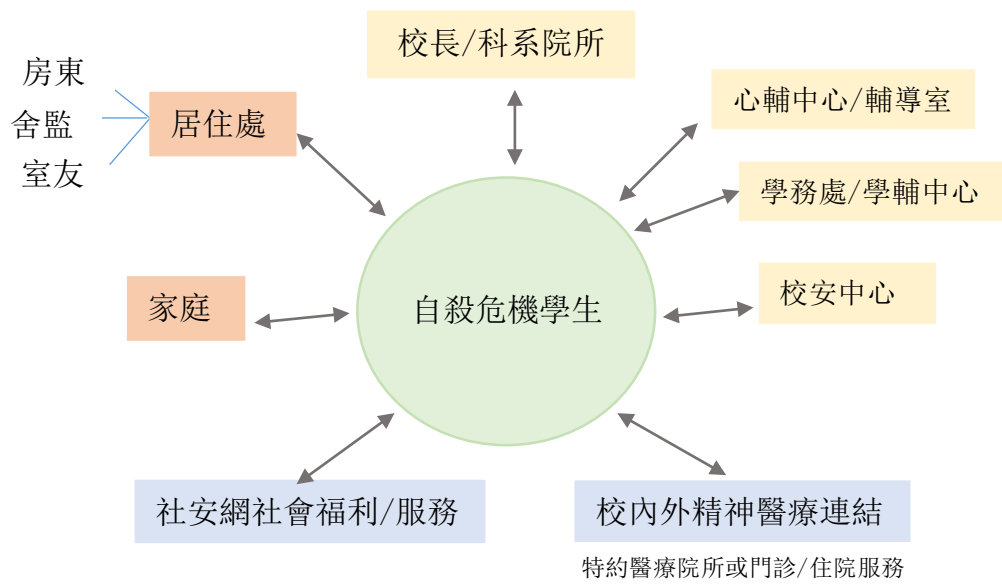 校長/科系院所
房東
舍監
室友
居住處
心輔中心/輔導室
學務處/學輔中心
家庭
自殺危機學生
校安中心
社安網社會福利/服務
校內外精神醫療連結
特約醫療院所或門診/住院服務